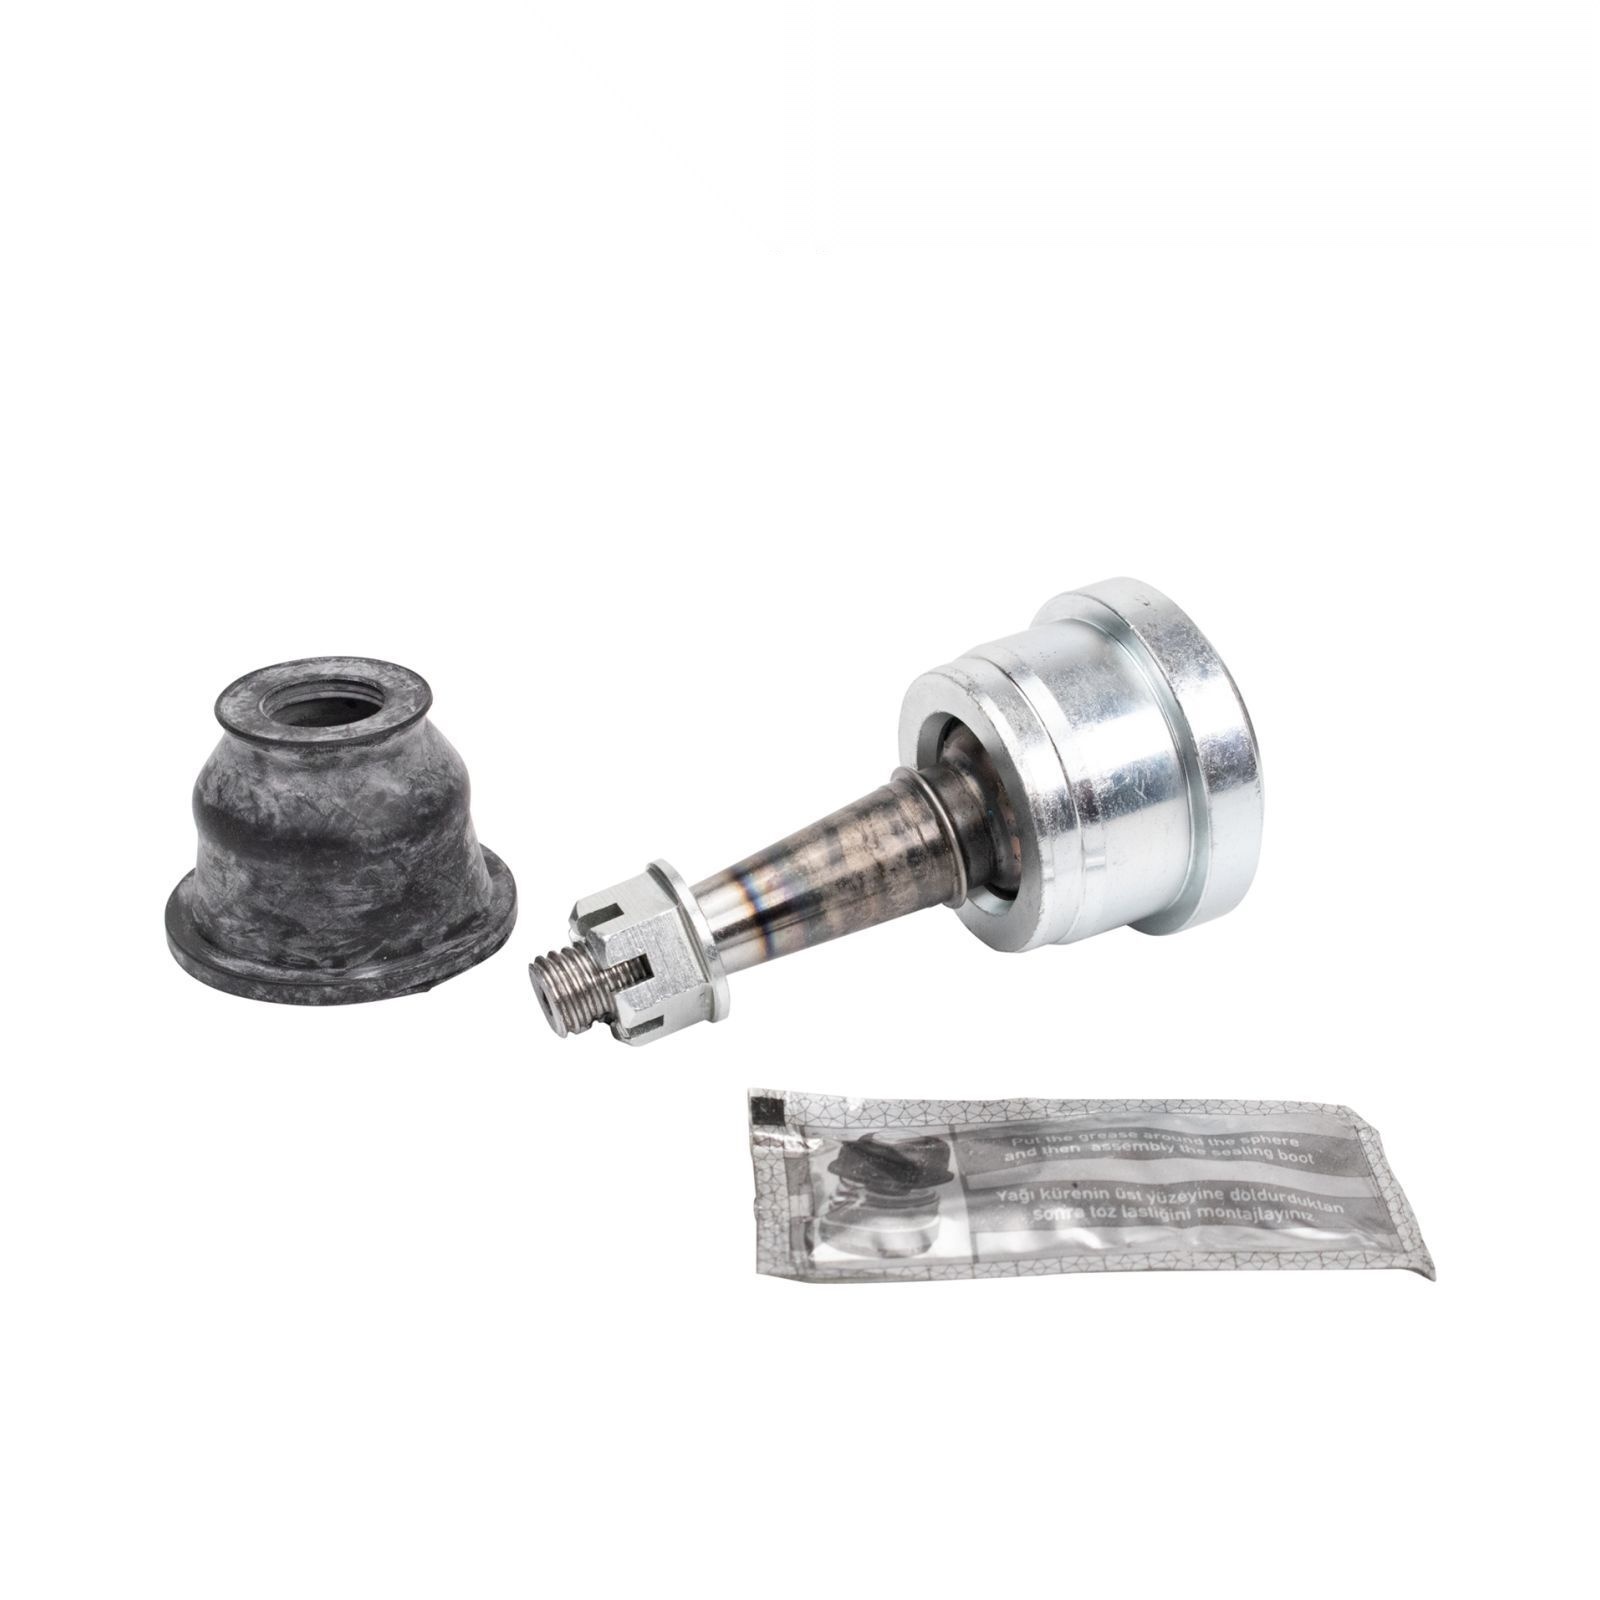 Put the grease around the sphere
and then assembly the sealing boot
Yağı kürenin üst yüzeyine doldurduktan
sonra toz lastiğini montajlayınız